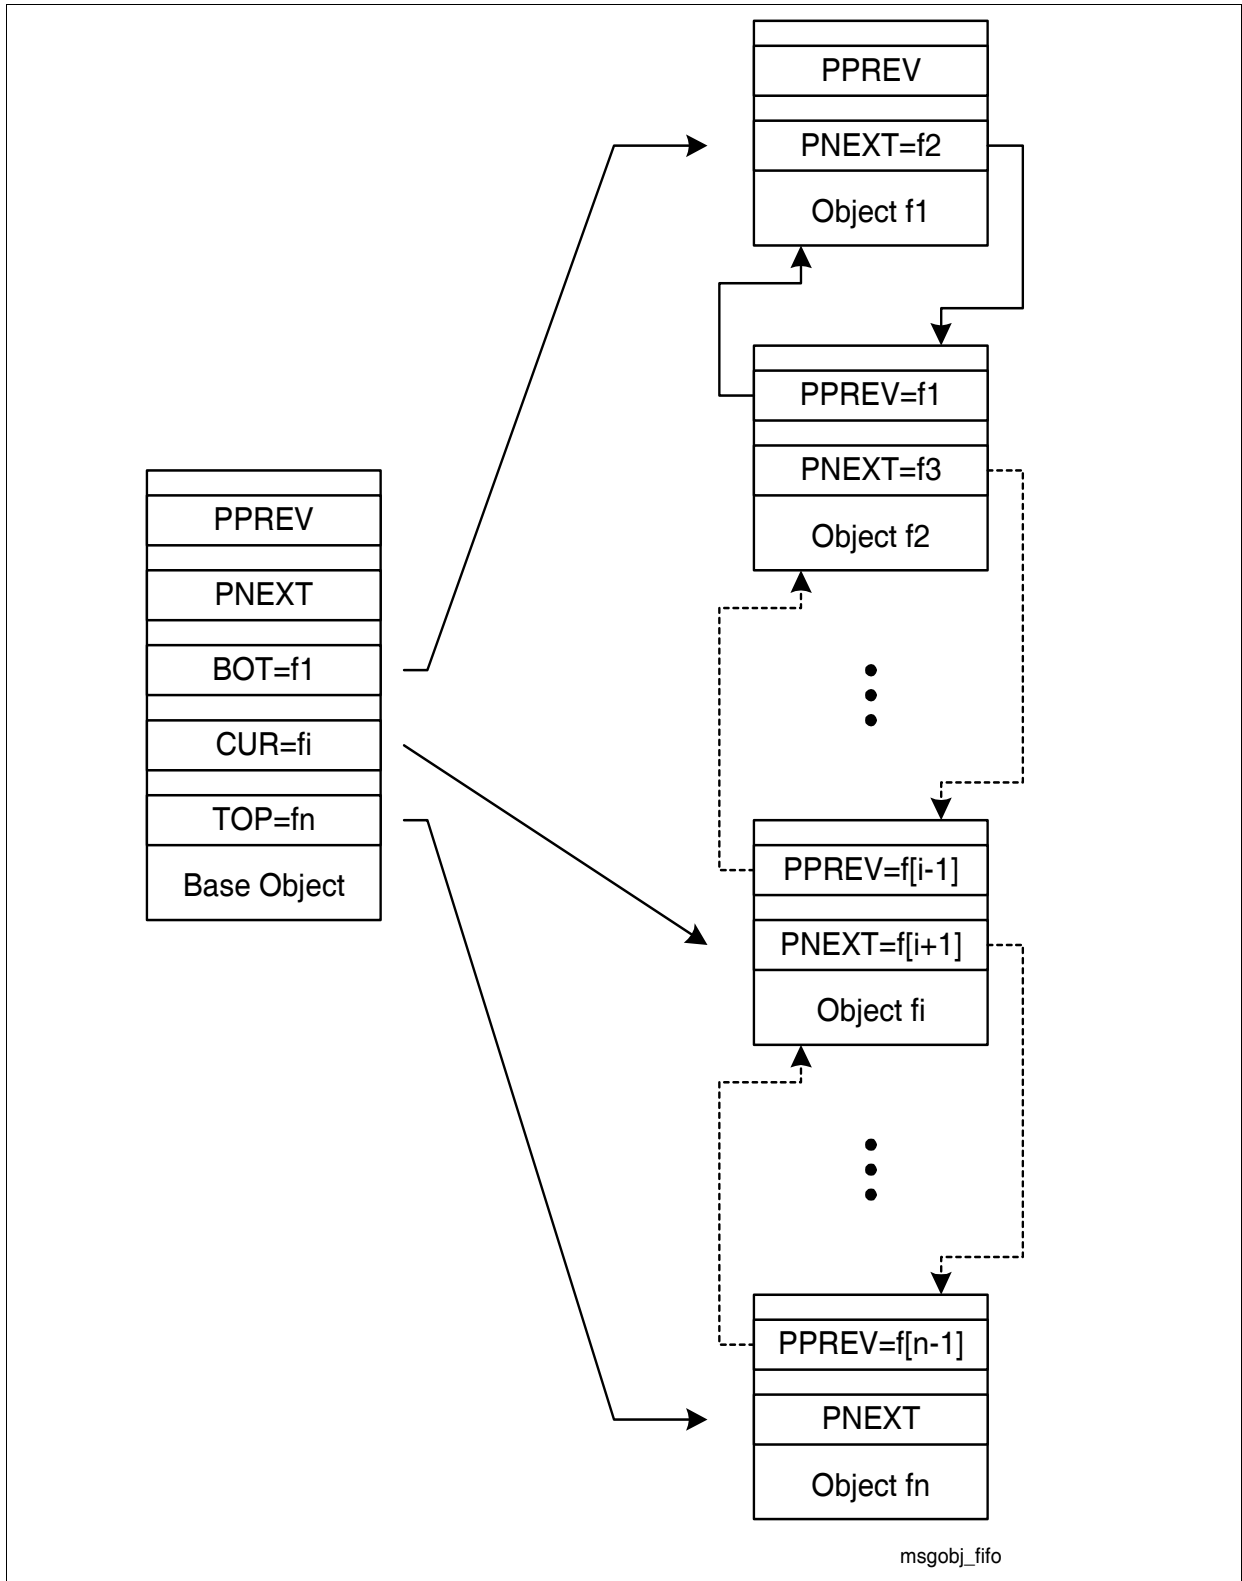 PPREV
PNEXT=f2
Object f1
PPREV=f1
PNEXT=f3
Object f2
PPREV
PNEXT
BOT=f1
CUR=fi
TOP=fn
Base Object
PPREV=f[i-1]
PNEXT=f[i+1]
Object fi
PPREV=f[n-1]
PNEXT
Object fn
msgobj_fifo